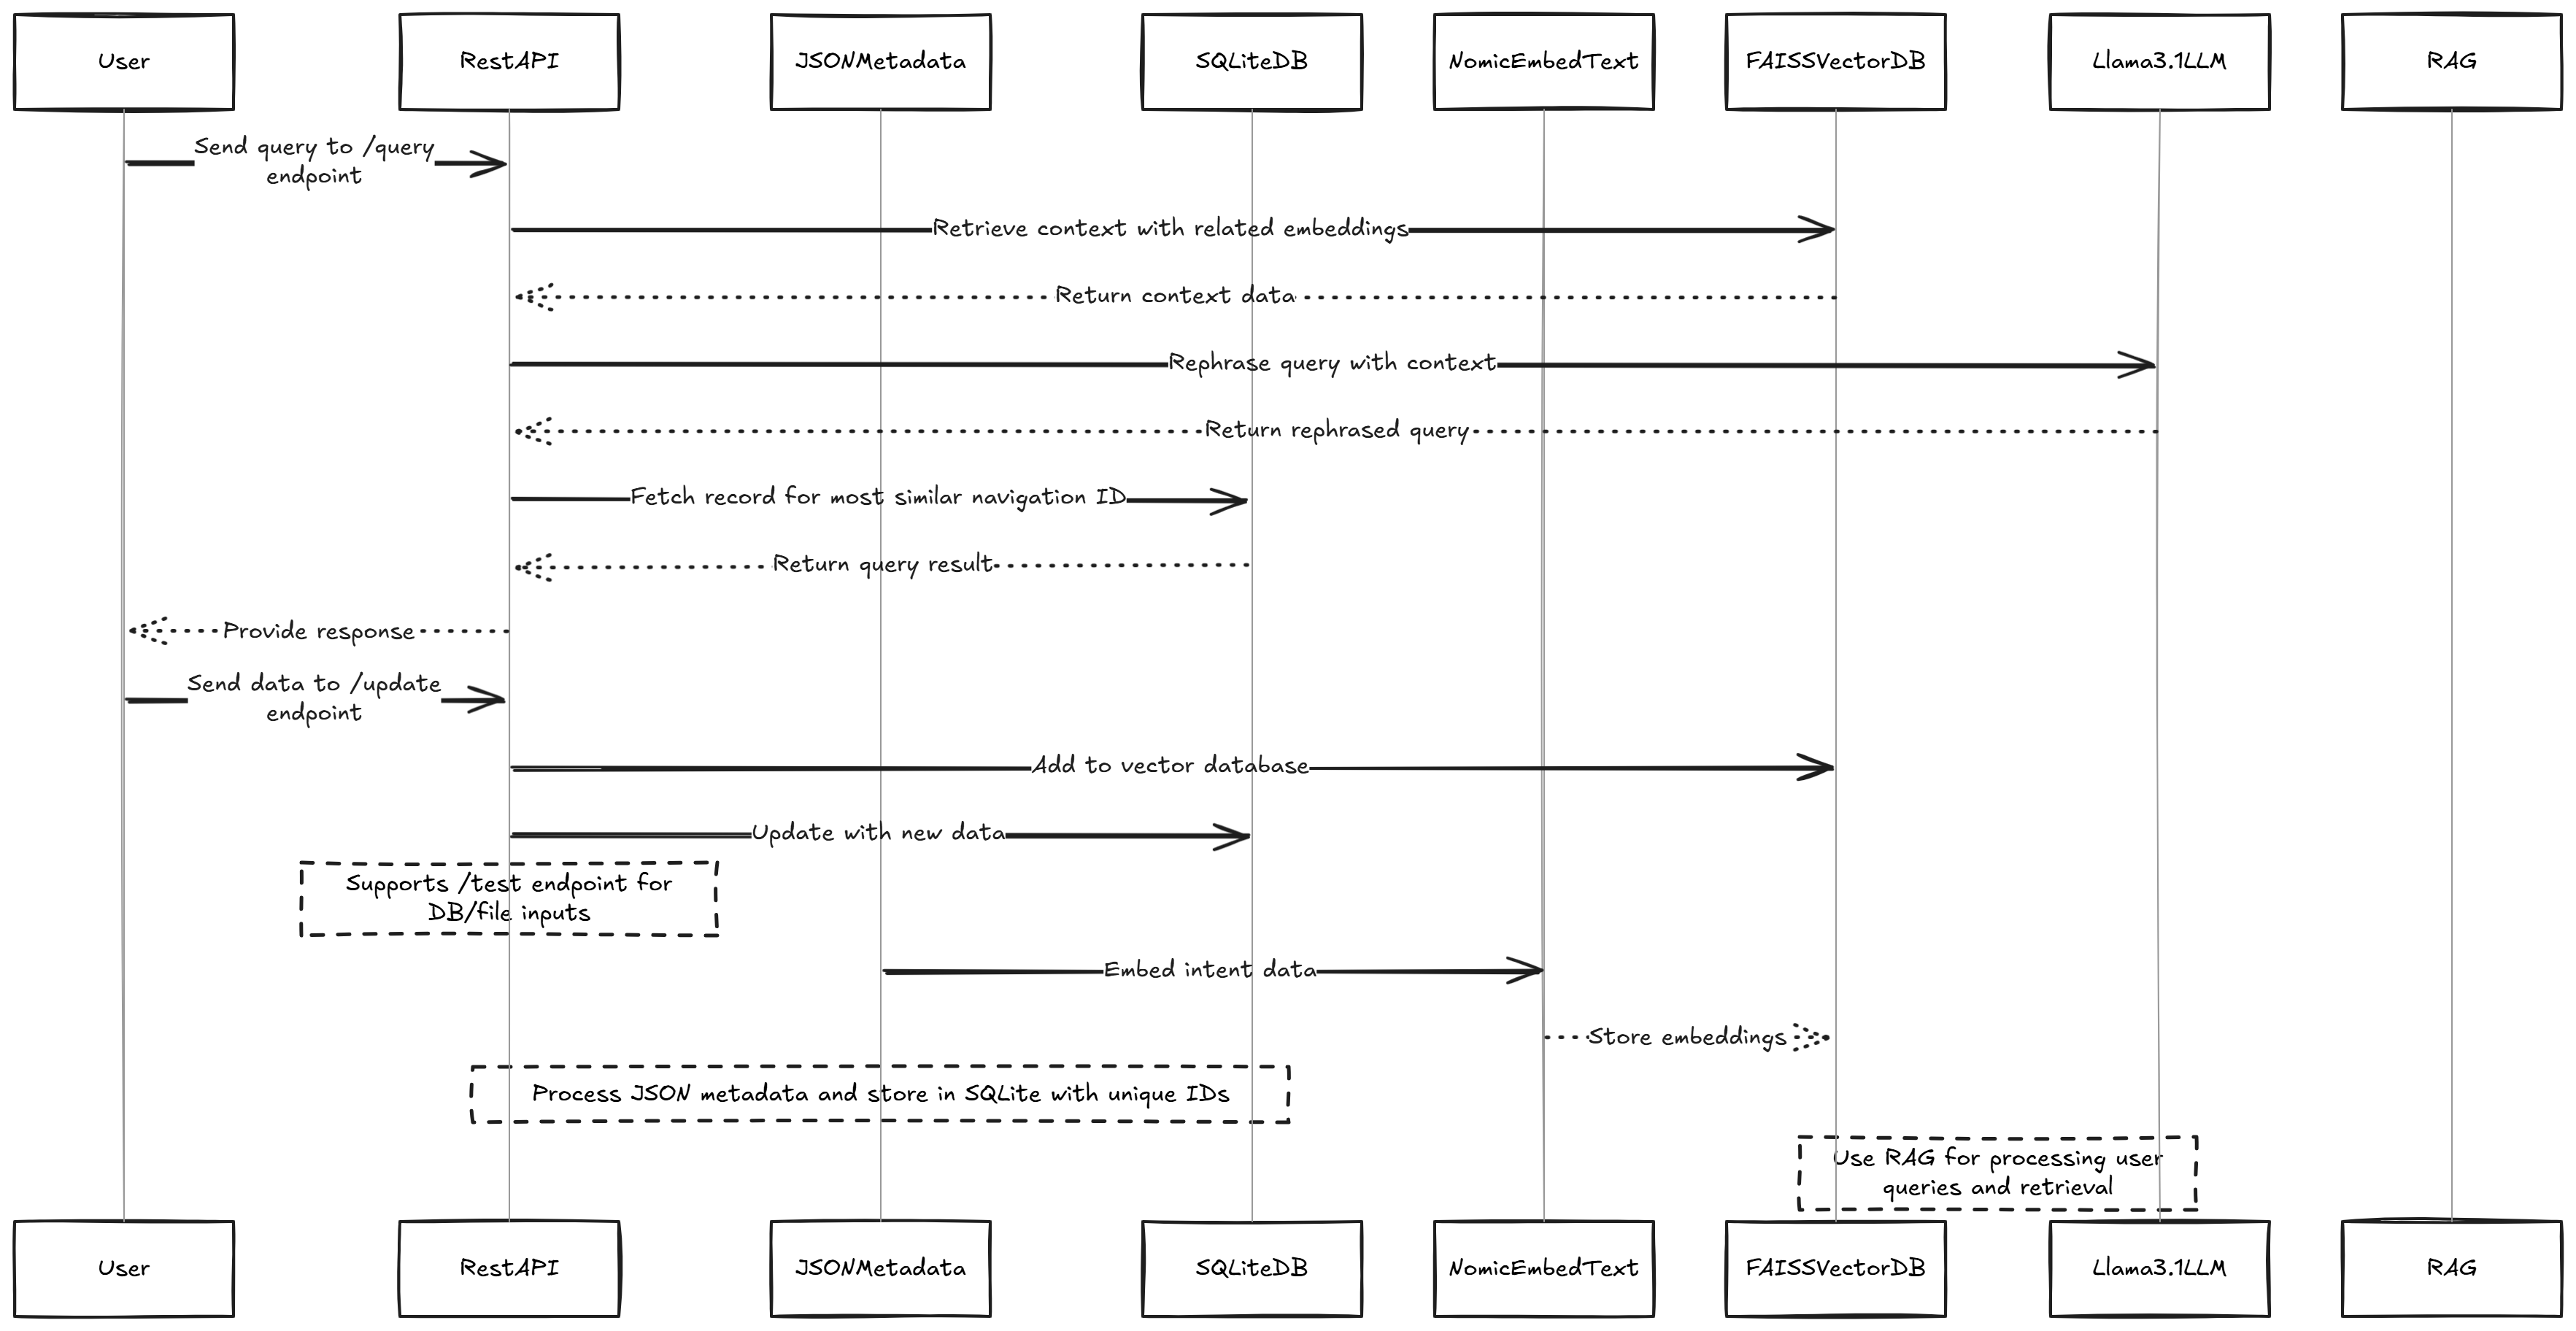 User
RestAPI
JSONMetadata
SQLiteDB
NomicEmbedText
FAISSVectorDB
Llama3.1LLM
RAG
Send query to /query
endpoint
Retrieve context with related embeddings
Return context data
Rephrase query with context
Return rephrased query
Fetch record for most similar navigation ID
Return query result
Provide response
Send data to /update
endpoint
Add to vector database
Update with new data
Supports /test endpoint for
DB/file inputs
Embed intent data
Store embeddings
Process JSON metadata and store in SQLite with unique IDs
Use RAG for processing user
queries and retrieval
User
RestAPI
JSONMetadata
SQLiteDB
NomicEmbedText
FAISSVectorDB
Llama3.1LLM
RAG